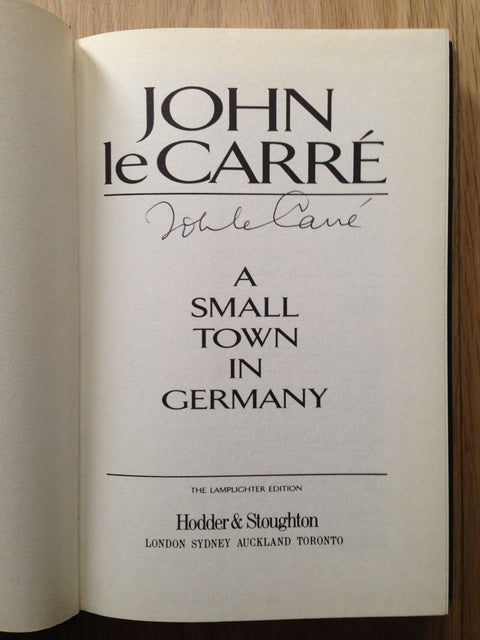 JOHN
le CARRÉ
John le Carré
A
SMALL
TOWN
IN
GERMANY
THE LAMPLIGHTER EDITION
Hodder & Stoughton
LONDON SYDNEY AUCKLAND TORONTO